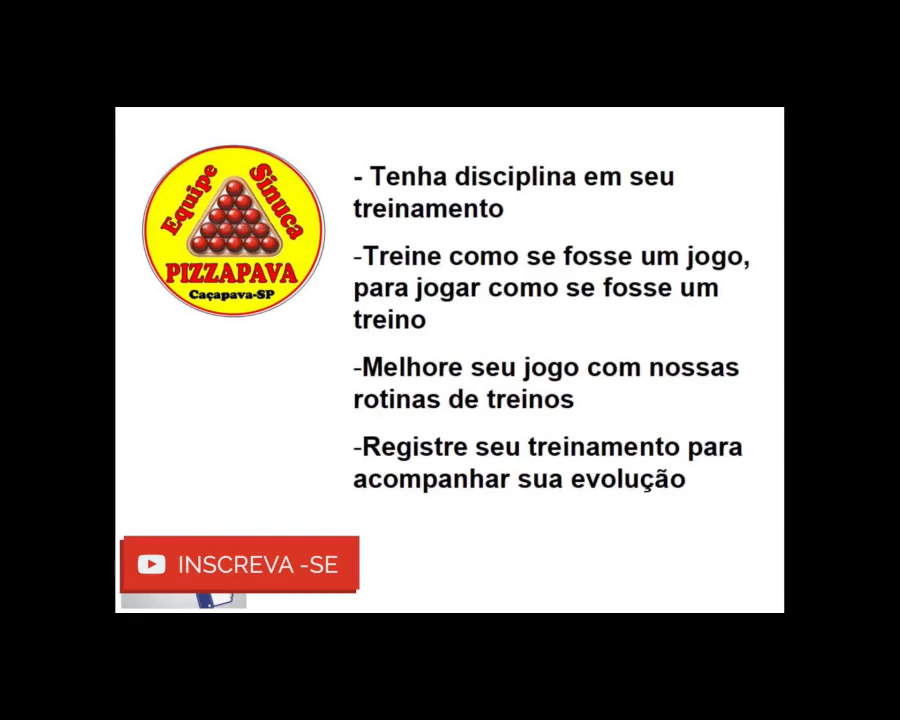 Equipe Sinuca
PIZZAPAVA
Caçapava-SP
- Tenha disciplina em seu
treinamento
-Treine como se fosse um jogo,
para jogar como se fosse um
treino
-Melhore seu jogo com nossas
rotinas de treinos
-Registre seu treinamento para
acompanhar sua evolução
INSCREVA -SE